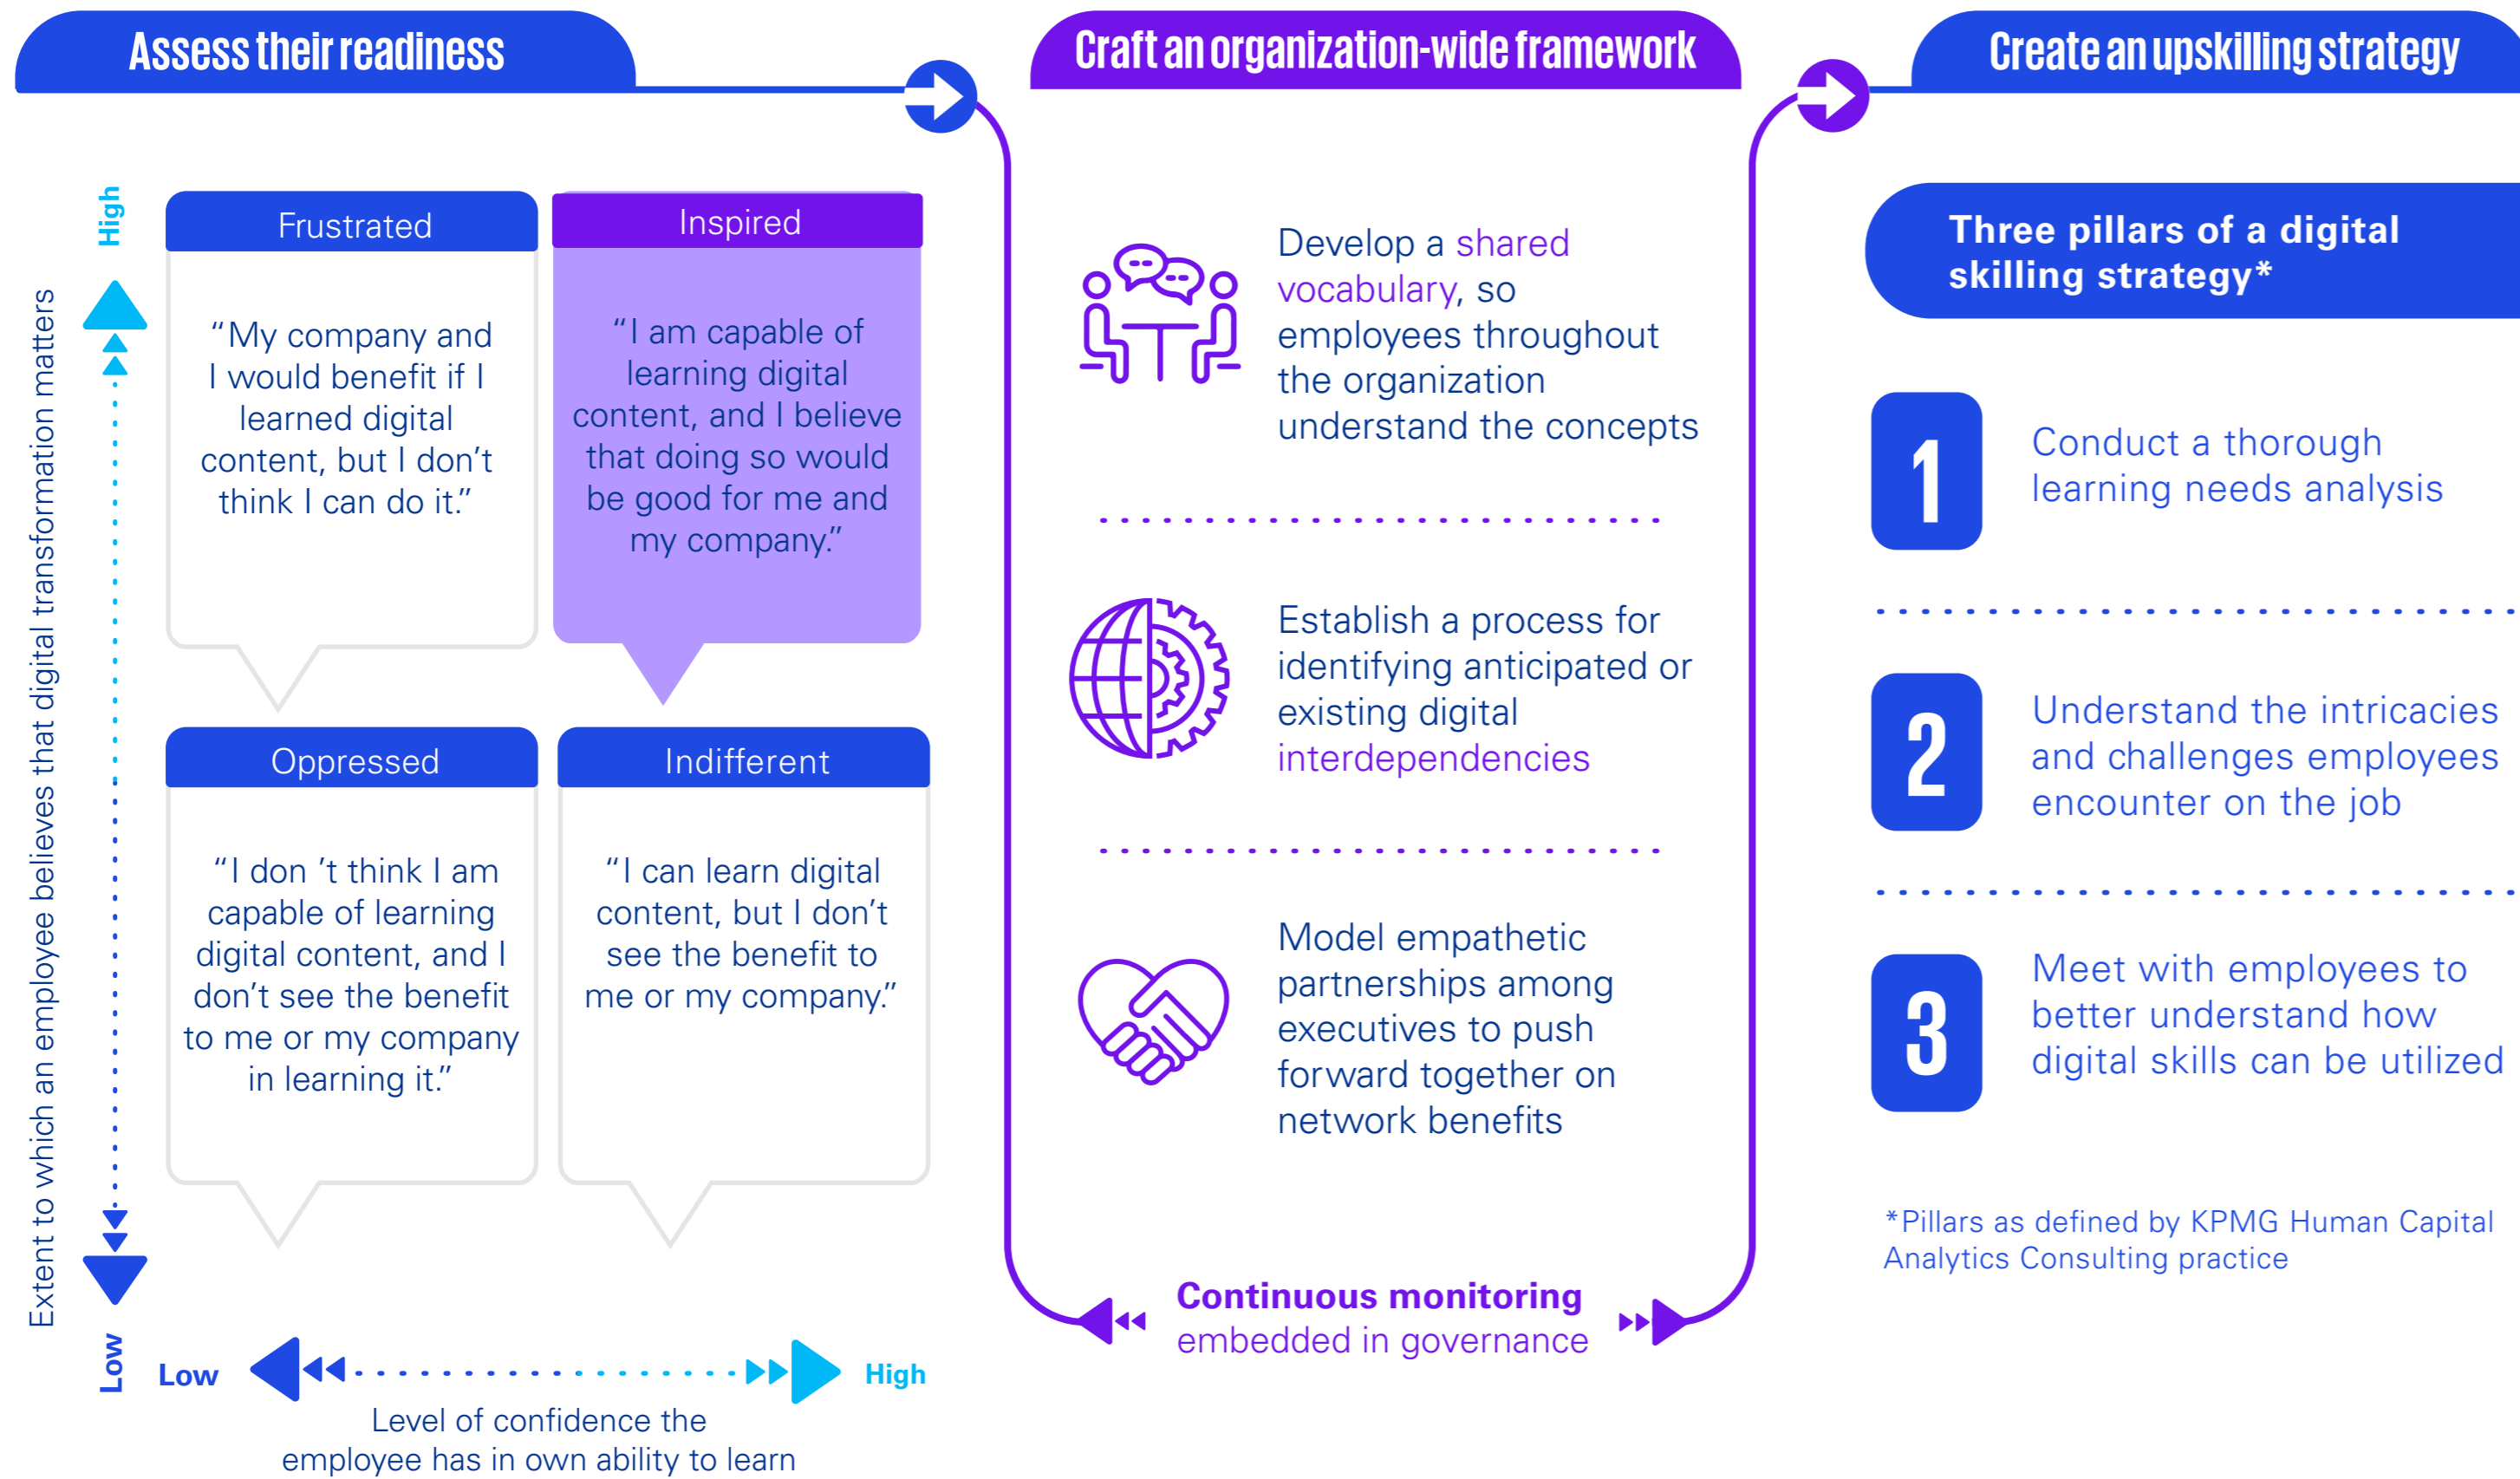 Assess their readiness
High
Extent to which an employee believes that digital transformation matters
Low
Frustrated
“My company and
I would benefit if I
learned digital
content, but I don't
think I can do it.”
Inspired
“I am capable of
learning digital
content, and I believe
that doing so would
be good for me and
my company.”
Oppressed
“I don ’t think I am
capable of learning
digital content, and I
don't see the benefit
to me or my company
in learning it.”
Indifferent
“I can learn digital
content, but I don’t
see the benefit to
me or my company.”
Low
High
Level of confidence the
employee has in own ability to learn
Craft an organization-wide framework
Develop a shared
vocabulary, so
employees throughout
the organization
understand the concepts
Establish a process for
identifying anticipated or
existing digital
interdependencies
Model empathetic
partnerships among
executives to push
forward together on
network benefits
Continuous monitoring
embedded in governance
Create an upskilling strategy
Three pillars of a digital
skilling strategy*
1
Conduct a thorough
learning needs analysis
2
Understand the intricacies
and challenges employees
encounter on the job
3
Meet with employees to
better understand how
digital skills can be utilized
*Pillars as defined by KPMG Human Capital
Analytics Consulting practice